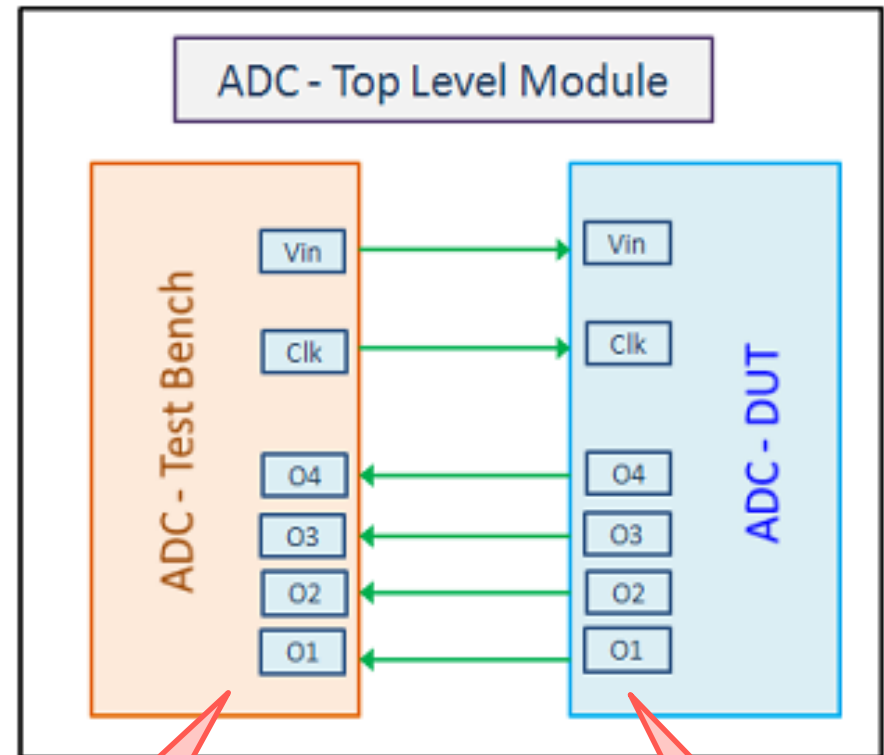 ADC - Top Level Module
ADC - Test Bench
Vin
Clk
O4
O3
O2
O1
Vin
Clk
O4
O3
O2
O1
ADC - DUT